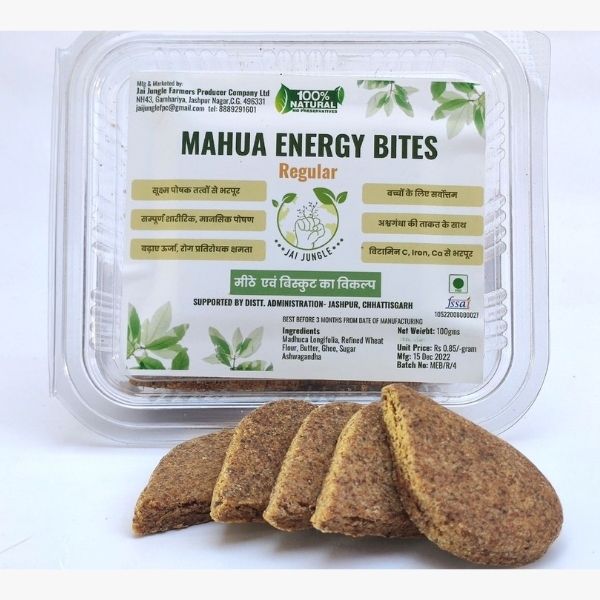 Mfg & Marketed by:
Jai Jungle Farmers Producer Company Ltd
NH43, Gamhariya, Jashpur Nagar,C.G. 496331
jaijunglefpc@gmail.com tel: 8889291601
100%
NATURAL
NO PRESERVATIVES
MAHUA ENERGY BITES
Regular
सूक्ष्म पोषक तत्वों से भरपूर
सम्पूर्ण शारीरिक, मानसिक पोषण
बढ़ाए ऊर्जा, रोग प्रतिरोधक क्षमता
JAI JUNGLE
बच्चों के लिए सर्वोत्तम
अश्वगंधा की ताकत के साथ
विटामिन C, Iron, Ca से भरपूर
मीठे एवं बिस्कुट का विकल्प
SUPPORTED BY DISTT. ADMINISTRATION- JASHPUR, CHHATTISGARH
fssai
10522008000027
BEST BEFORE 3 MONTHS FROM DATE OF MANUFACTURING
Ingredients
Madhuca Longifolia, Refined Wheat
Flour, Butter, Ghee, Sugar
Ashwagandha
Net Weight: 100gms
Unit Price: Rs 0.85/-gram
Mfg: 15 Dec 2022
Batch No: MEB/R/4